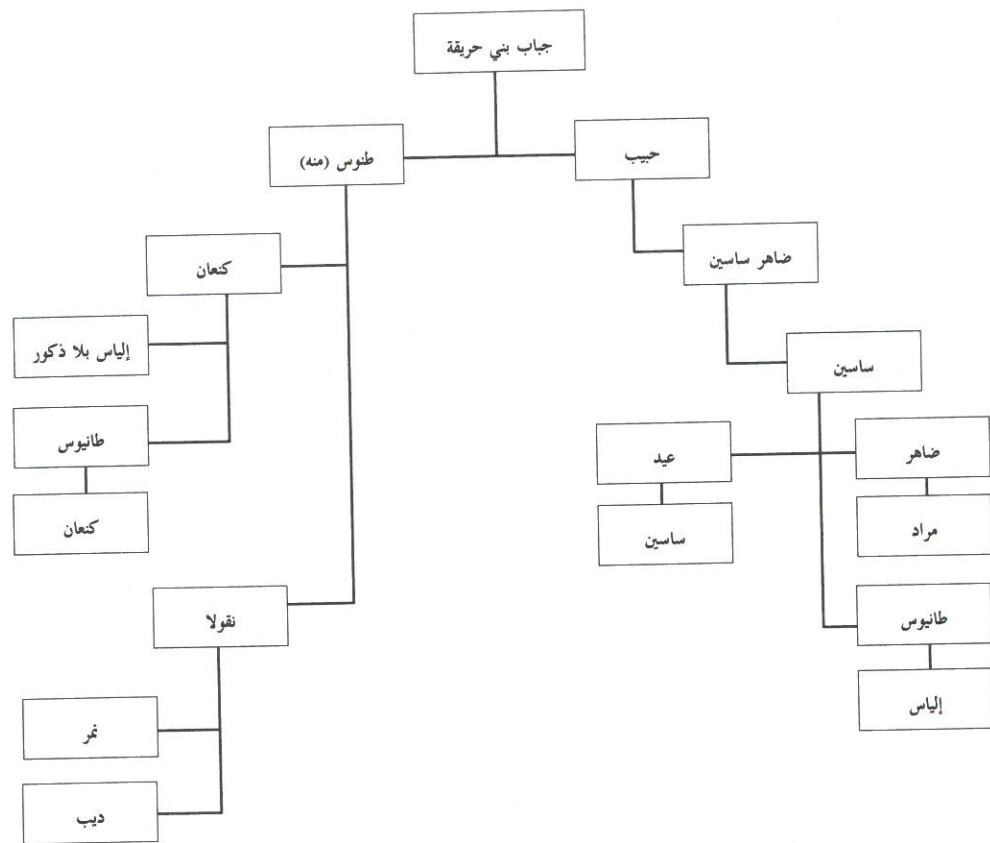 جباب بني حريقة
حبيب
طنوس (منه)
ضاهر ساسين
كنعان
ساسين
إلياس بلا ذكور
ضاهر
عيد
طانيوس
مراد
ساسين
كنعان
طانيوس
نقولا
إلياس
نمر
ديب